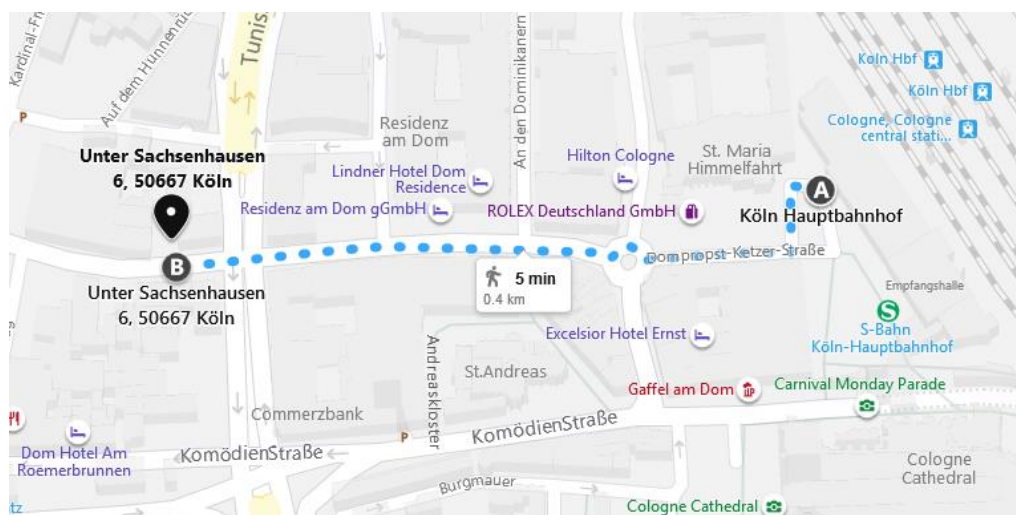 Kardinal-Fr
Auf dem Hunnenrüc
Tunis
P
Unter Sachsenhausen
6, 50667 Köln
B
Unter Sachsenhausen
6, 50667 Köln
Residenz
am Dom
Lindner Hotel Dom
Residence
Residenz am Dom gGmbH
An den Dominikanern
Hilton Cologne
ROLEX Deutschland GmbH
St. Maria
Himmelfahrt
Köln Hbf
Köln Hbf
Cologne, Cologne
central stati...
A
Köln Hauptbahnhof
Dompropst-Ketzer-Straße
5 min
0.4 km
Empfangshalle
S
S-Bahn
Köln-Hauptbahnhof
Excelsior Hotel Ernst
Andreaskloster
St.Andreas
Gaffel am Dom
Carnival Monday Parade
Commerzbank
P
KomödienStraße
KomödienStraße
Dom Hotel Am
Roemerbrunnen
Burgmauer
Cologne Cathedral
Cologne
Cathedral
tz